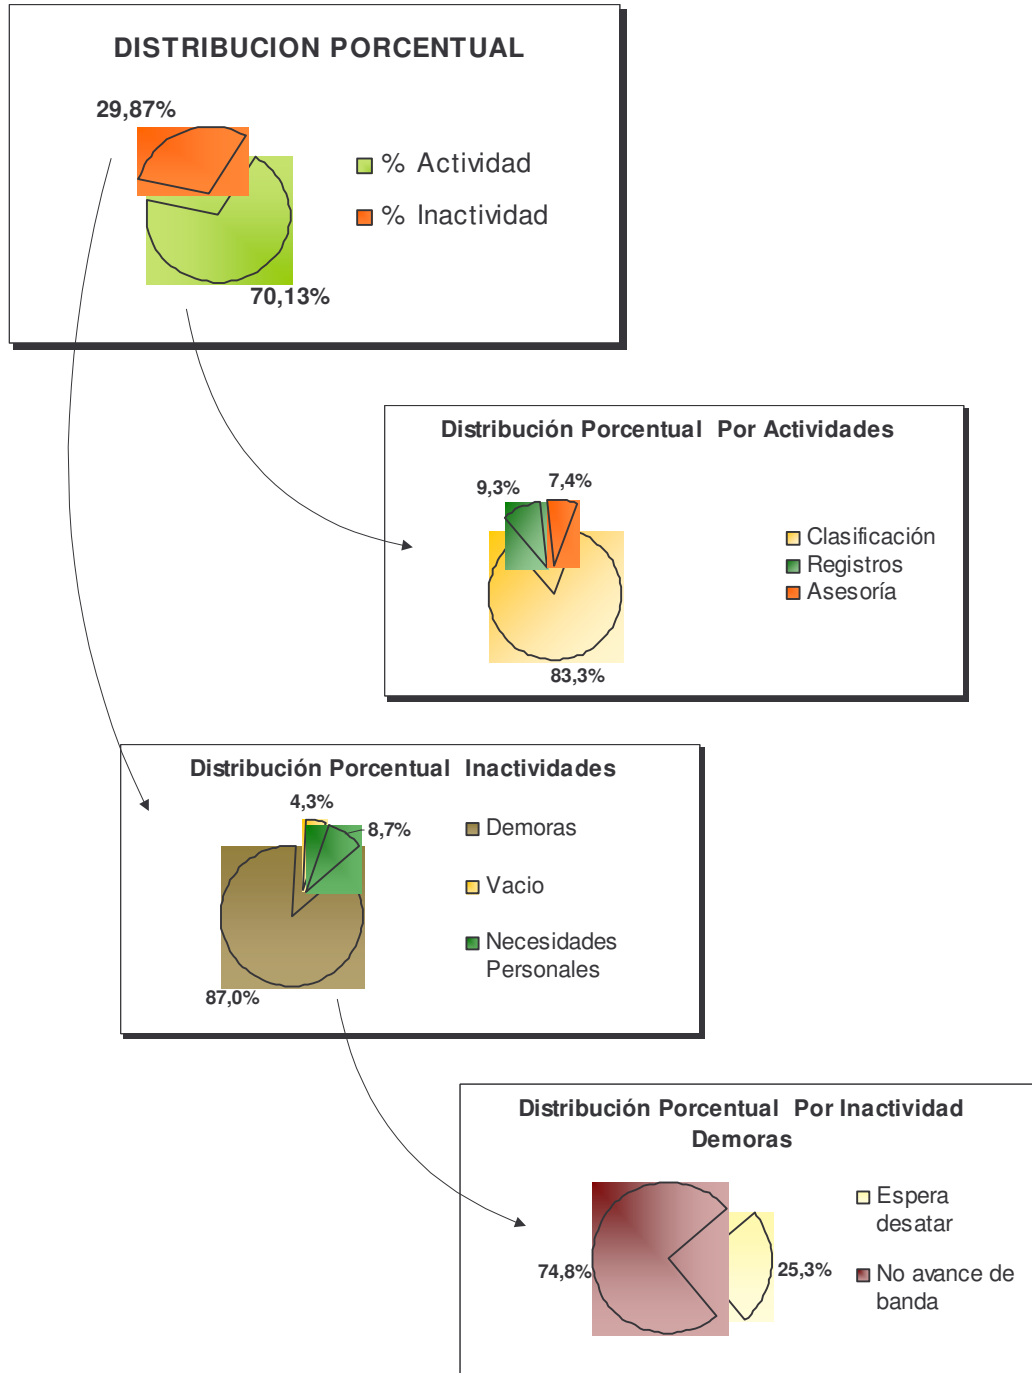 DISTRIBUCION PORCENTUAL
29,87%
% Actividad
% Inactividad
70,13%
Distribución Porcentual Por Actividades
9,3%
7,4%
Clasificación
Registros
Asesoría
83,3%
Distribución Porcentual Inactividades
4,3%
8,7%
Demoras
Vacio
Necesidades
Personales
87,0%
Distribución Porcentual Por Inactividad
Demoras
Espera
desatar
74,8%
25,3%
No avance de
banda